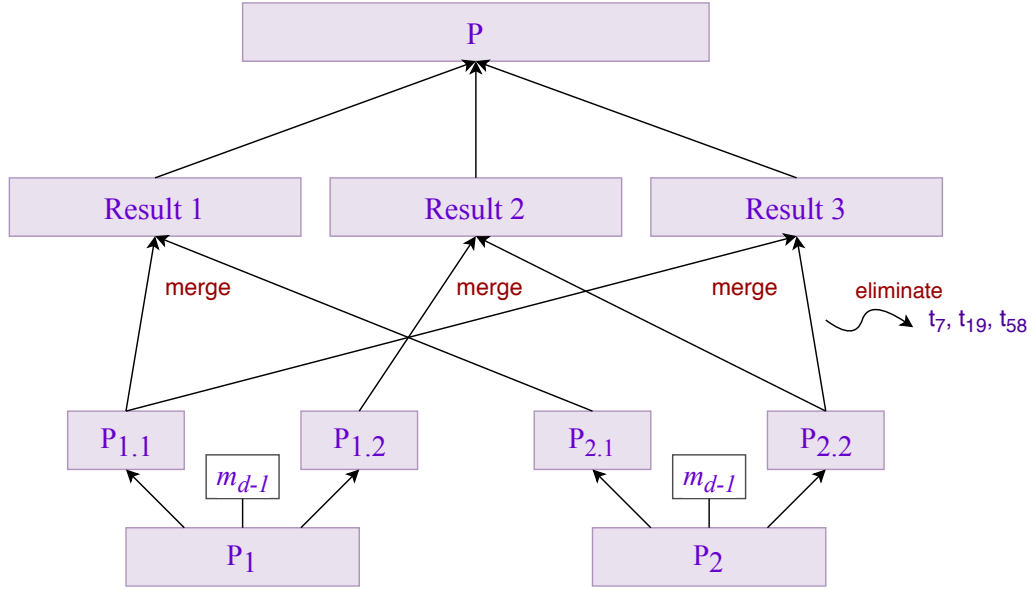 P
Result 1
Result 2
Result 3
merge
merge
merge
eliminate
t7, t19, t58
P1.1
P1.2
P2.1
P2.2
md-1
md-1
P1
P2